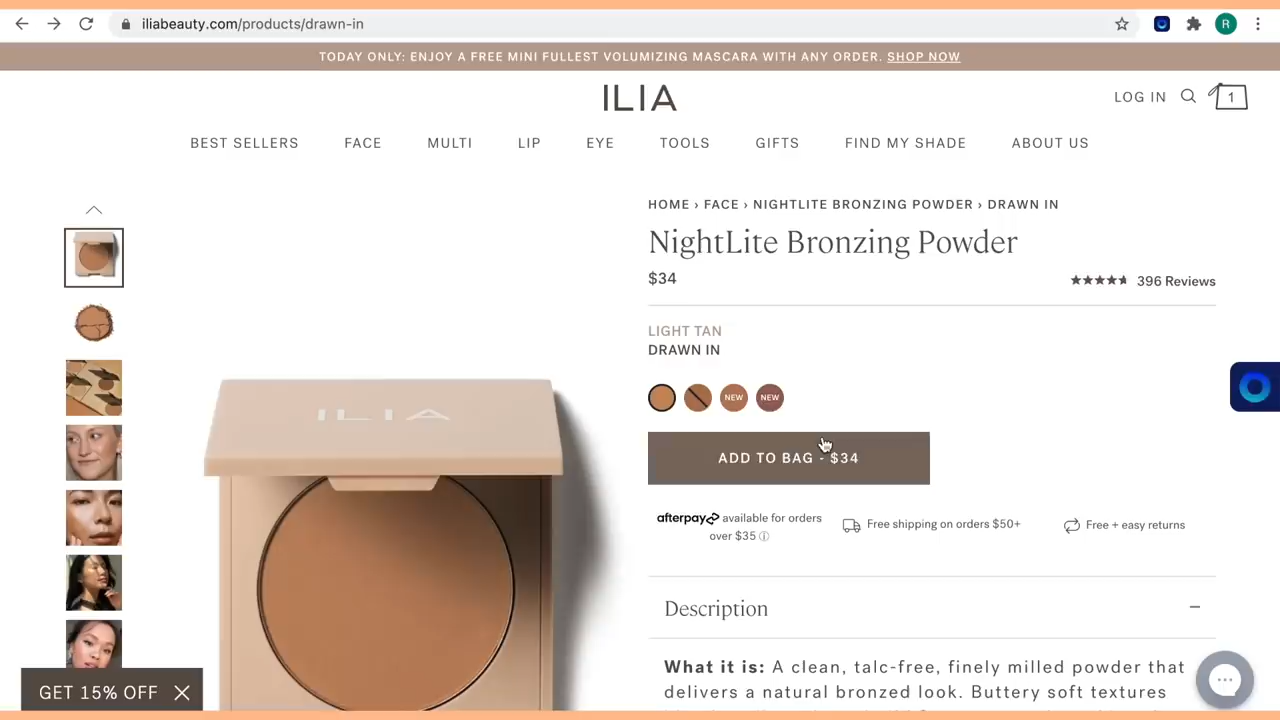 iliabeauty.com/products/drawn-in
R
TODAY ONLY: ENJOY A FREE MINI FULLEST VOLUMIZING MASCARA WITH ANY ORDER. SHOP NOW
ILIA
LOG IN
1
BEST SELLERS FACE MULTI LIP EYE TOOLS GIFTS FIND MY SHADE ABOUT US
HOME › FACE › NIGHTLITE BRONZING POWDER › DRAWN IN
NightLite Bronzing Powder
$34
396 Reviews
LIGHT TAN
DRAWN IN
NEW NEW
ADD TO BAG - $34
afterpay available for orders
over $35
Free shipping on orders $50+
Free + easy returns
Description
What it is: A clean, talc-free, finely milled powder that
delivers a natural bronzed look. Buttery soft textures
ILIA
GET 15% OFF